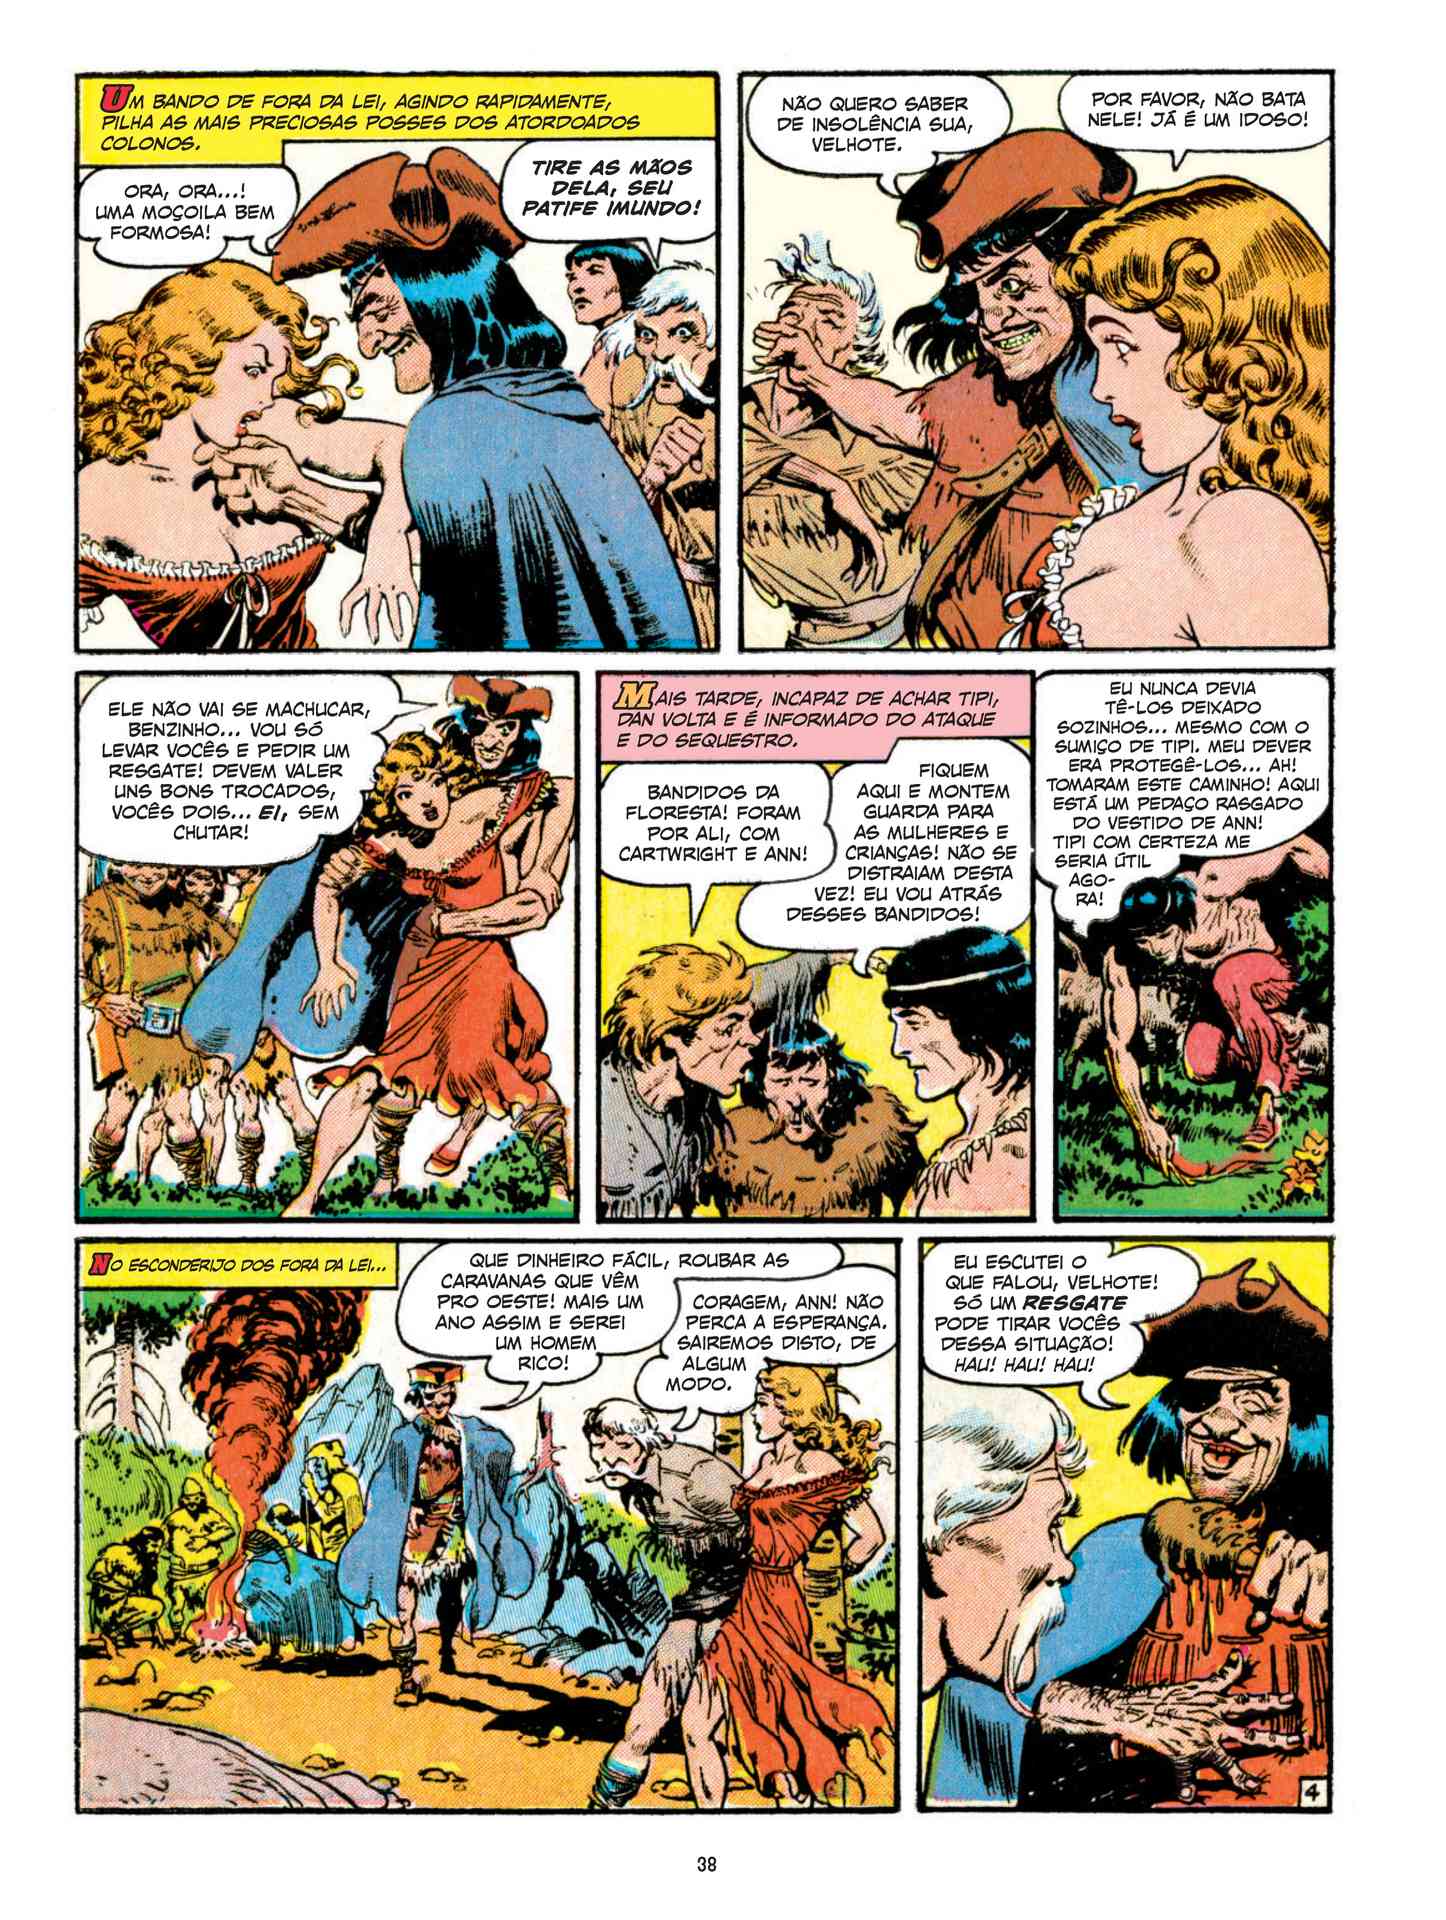 UM BANDO DE FORA DA LEI, AGINDO RAPIDAMENTE,
PILHA AS MAIS PRECIOSAS POSSES DOS ATORDOADOS
COLONOS.
ORA, ORA...!
UMA MOÇOILA BEM
FORMOSA!
TIRE AS MÃOS
DELA, SEU
PATIFE IMUNDO!
NÃO QUERO SABER
DE INSOLÊNCIA SUA,
VELHOTE.
POR FAVOR, NÃO BATA
NELE! JÁ É UM IDOSO!
ELE NÃO VAI SE MACHUCAR,
BENZINHO... VOU SÓ
LEVAR VOCÊS E PEDIR UM
RESGATE! DEVEM VALER
UNS BONS TROCADOS,
VOCÊS DOIS... EI, SEM
CHUTAR!
MAIS TARDE, INCAPAZ DE ACHAR TIPI,
DAN VOLTA E É INFORMADO DO ATAQUE
E DO SEQUESTRO.
BANDIDOS DA
FLORESTA! FORAM
POR ALI, COM
CARTWRIGHT E ANN!
FIQUEM
AQUI E MONTEM
GUARDA PARA
AS MULHERES E
CRIANÇAS! NÃO SE
DISTRAIAM DESTA
VEZ! EU VOU ATRÁS
DESSES BANDIDOS!
EU NUNCA DEVIA
TÊ-LOS DEIXADO
SOZINHOS... MESMO COM O
SUMIÇO DE TIPI. MEU DEVER
ERA PROTEGÊ-LOS... AH!
TOMARAM ESTE CAMINHO! AQUI
ESTÁ UM PEDAÇO RASGADO
DO VESTIDO DE ANN!
TIPI COM CERTEZA ME
SERIA ÚTIL
AGO-
RA!
NO ESCONDERIJO DOS FORA DA LEI...
QUE DINHEIRO FÁCIL, ROUBAR AS
CARAVANAS QUE VÊM
PRO OESTE! MAIS UM
ANO ASSIM E SEREI
UM HOMEM
RICO!
CORAGEM, ANN! NÃO
PERCA A ESPERANÇA.
SAIREMOS DISTO, DE
ALGUM
MODO.
EU ESCUTEI O
QUE FALOU, VELHOTE!
SÓ UM RESGATE
PODE TIRAR VOCÊS
DESSA SITUAÇÃO!
HAU! HAU! HAU!
4
38